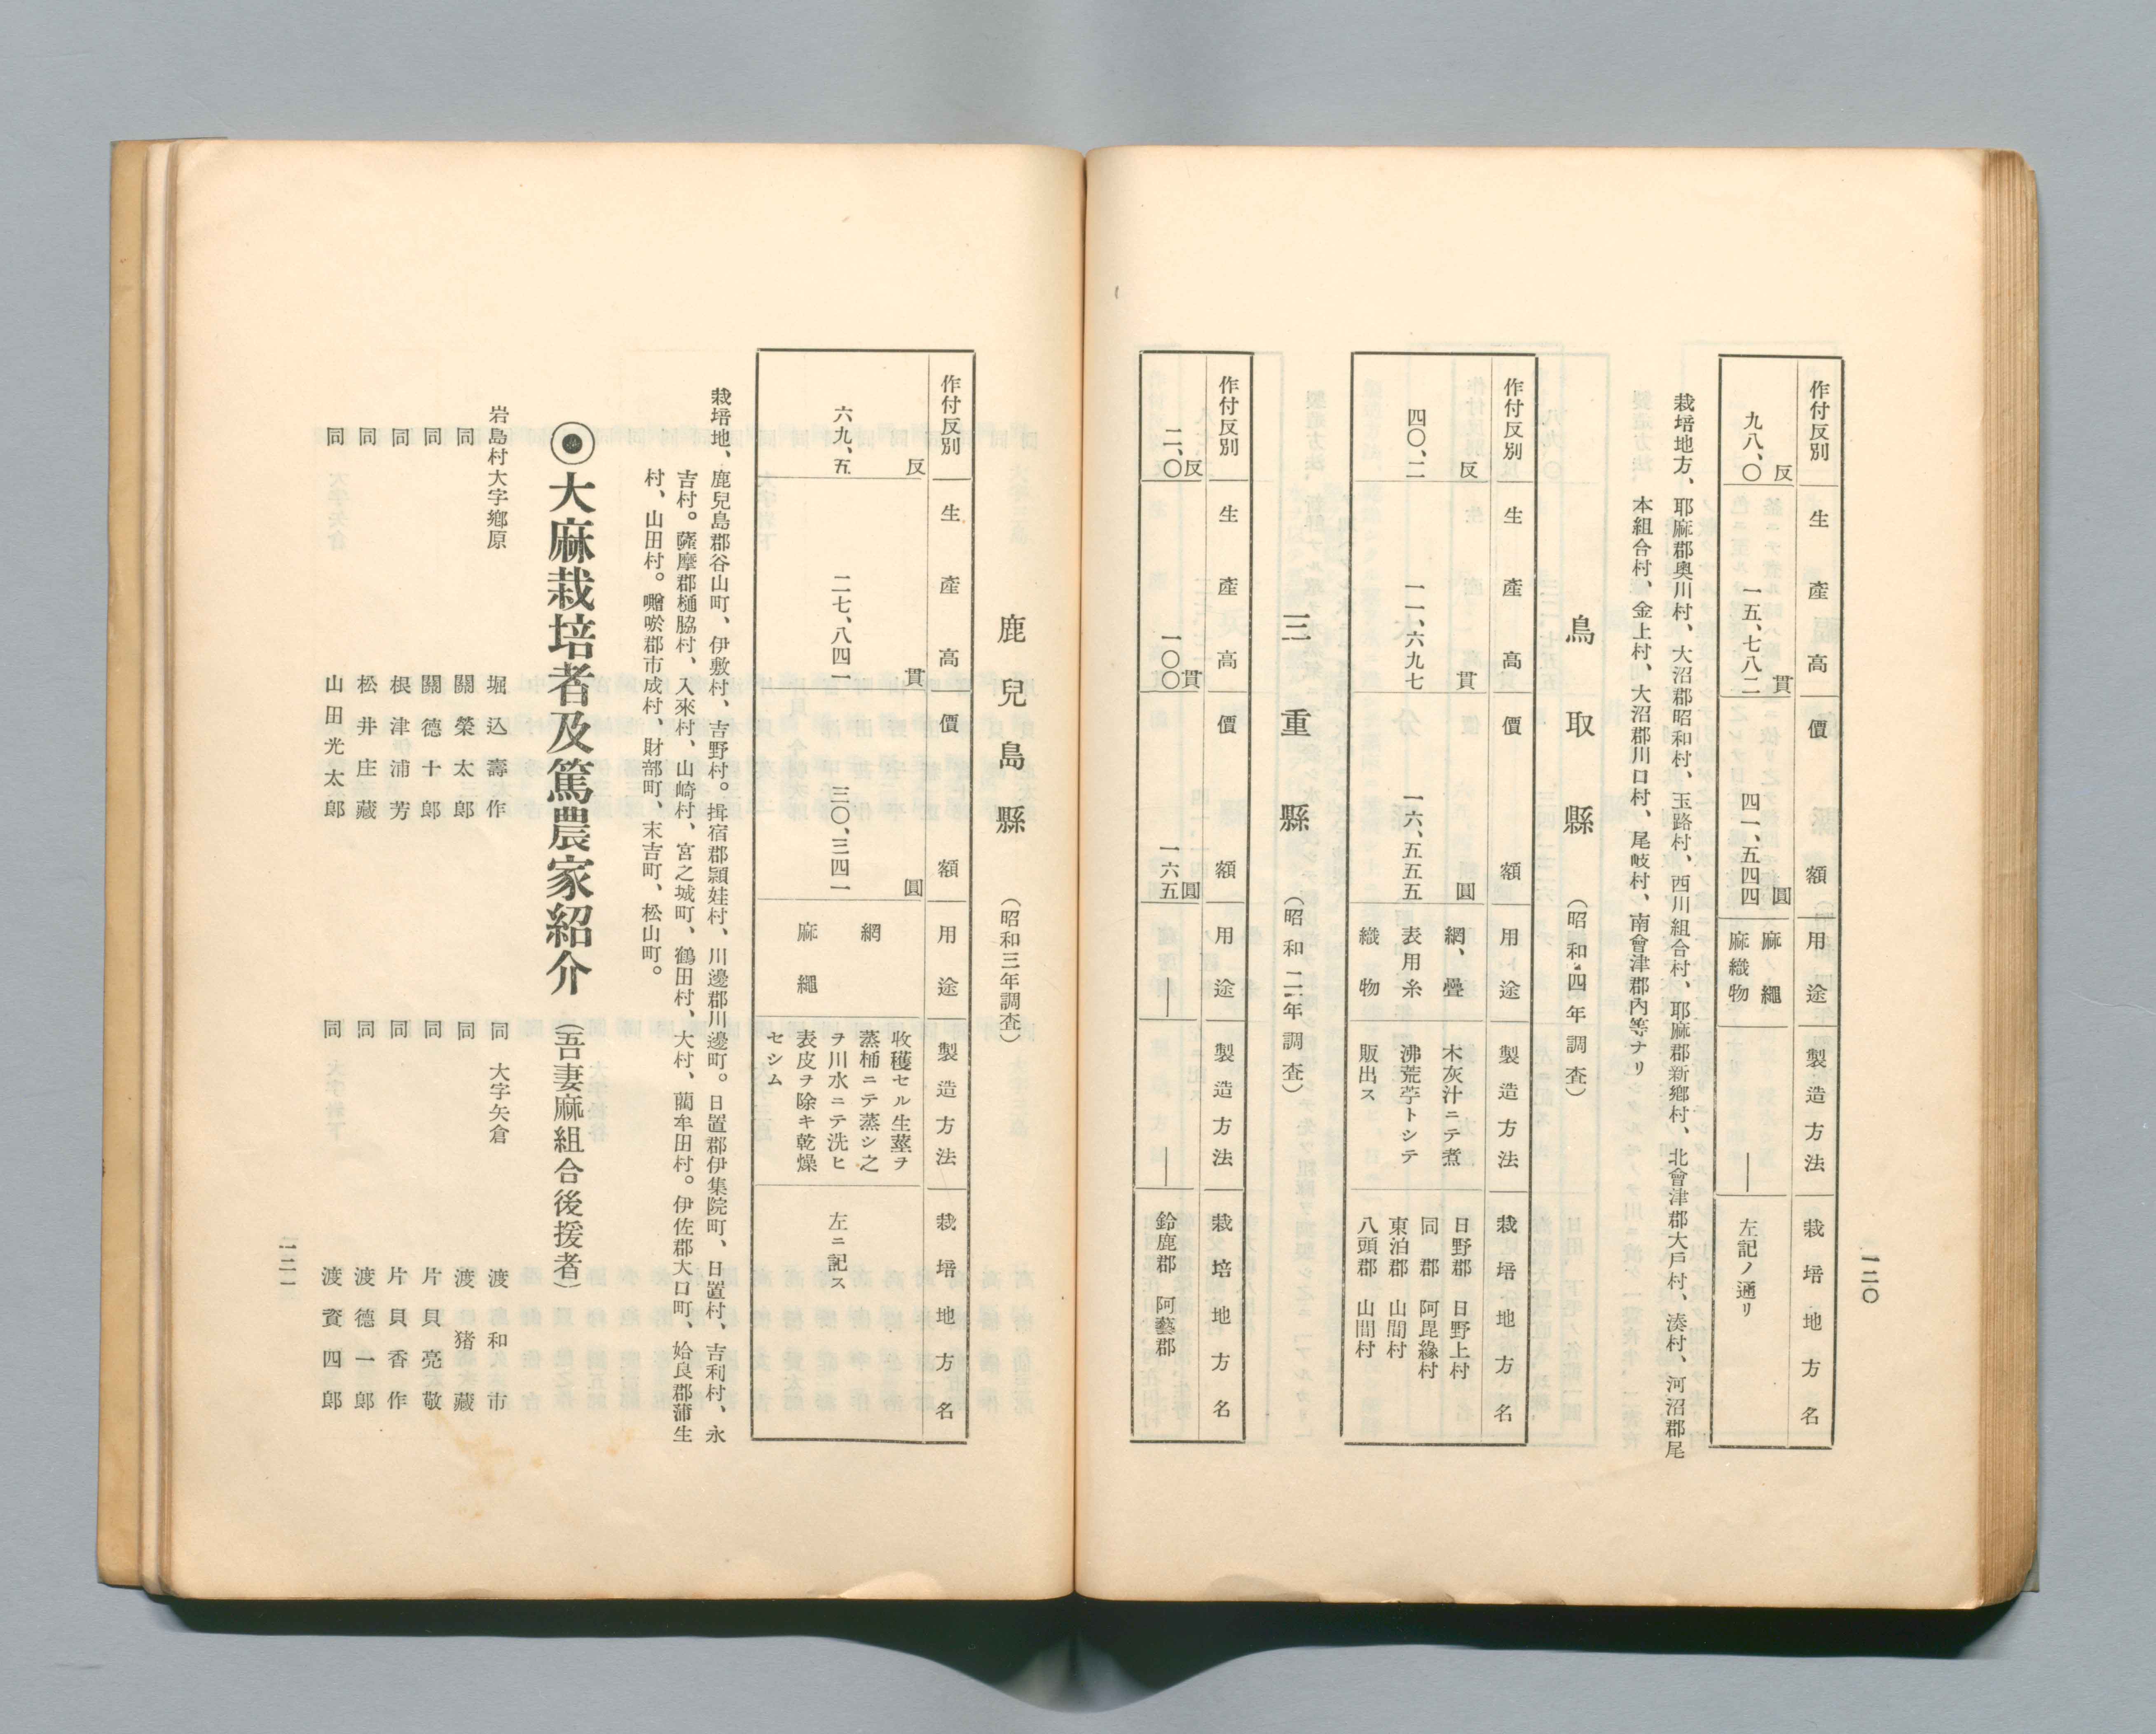 一二〇
作付反別 生產高 價額 用途 製造方法 栽培地方名
九八、〇反 一五、七八二貫 四一、五四四圓 麻繩 麻織物 ― 左記ノ通リ
栽培地方、耶麻郡奧川村、大沼郡昭和村、玉路村、西川組合村、耶麻郡新鄕村、北會津郡大戸村、湊村、河沼郡尾
本組合村、金上村、大沼郡川口村、尾岐村、南會津郡內等ナリ
鳥取縣 (昭和四年調査)
作付反別 生產高 價額 用途 製造方法 栽培地方名
四〇、二反 一一、六九七貫 一六、五五五圓
網、疊
表用糸
織物
木灰汁ニテ煮
沸荒苧トシテ
販出ス
日野郡 日野上村
同郡 阿毘緣村
東泊郡 山間村
八頭郡 山間村
三重縣 (昭和二年調査)
作付反別 生產高 價額 用途 製造方法 栽培地方名
二、〇反 一〇〇貫 一六五圓 ― ― 鈴鹿郡 阿藝郡
鹿兒島縣 (昭和三年調査)
作付反別 生產高 價額 用途 製造方法 栽培地方名
六九、五反 二七、八四一貫 三〇、三四一圓
網
麻繩
收穫セル生莖ヲ
蒸桶ニテ蒸シ之
ヲ川水ニテ洗ヒ
表皮ヲ除キ乾燥
セシム
左ニ記ス
栽培地、鹿兒島郡谷山町、伊敷村、吉野村。揖宿郡頴娃村、川邊郡川邊町。日置郡伊集院町、日置村、吉利村、永
吉村。薩摩郡樋脇村、入來村、山崎村、宮之城町、鶴田村、大村、藺牟田村。伊佐郡大口町、姶良郡蒲生
村、山田村。囎唹郡市成村、財部町、末吉町、松山町。
◉大麻栽培者及篤農家紹介 (吾妻麻組合後援者)
岩島村大字鄕原 堀込壽作 同 大字矢倉 渡和市
同 關榮太郎 同 渡猪藏
同 關德十郎 同 片貝亮敬
同 根津浦芳 同 片貝香作
同 松井庄藏 同 渡德一郎
同 山田光太郎 同 渡資四郎
一二一